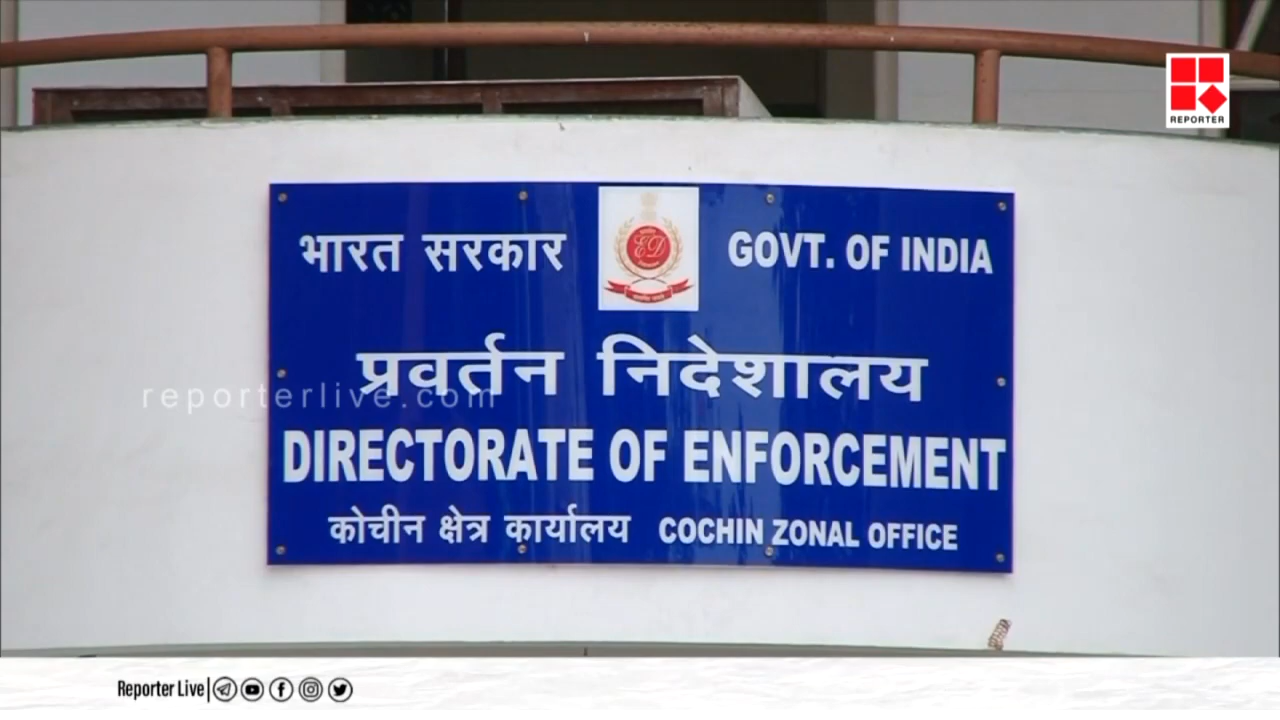 REPORTER
भारत सरकार
ED
GOVT. OF INDIA
प्रवर्तन निदेशालय
reporterlive.com
DIRECTORATE OF ENFORCEMENT
कोचीन क्षेत्र कार्यालय COCHIN ZONAL OFFICE
Reporter Live